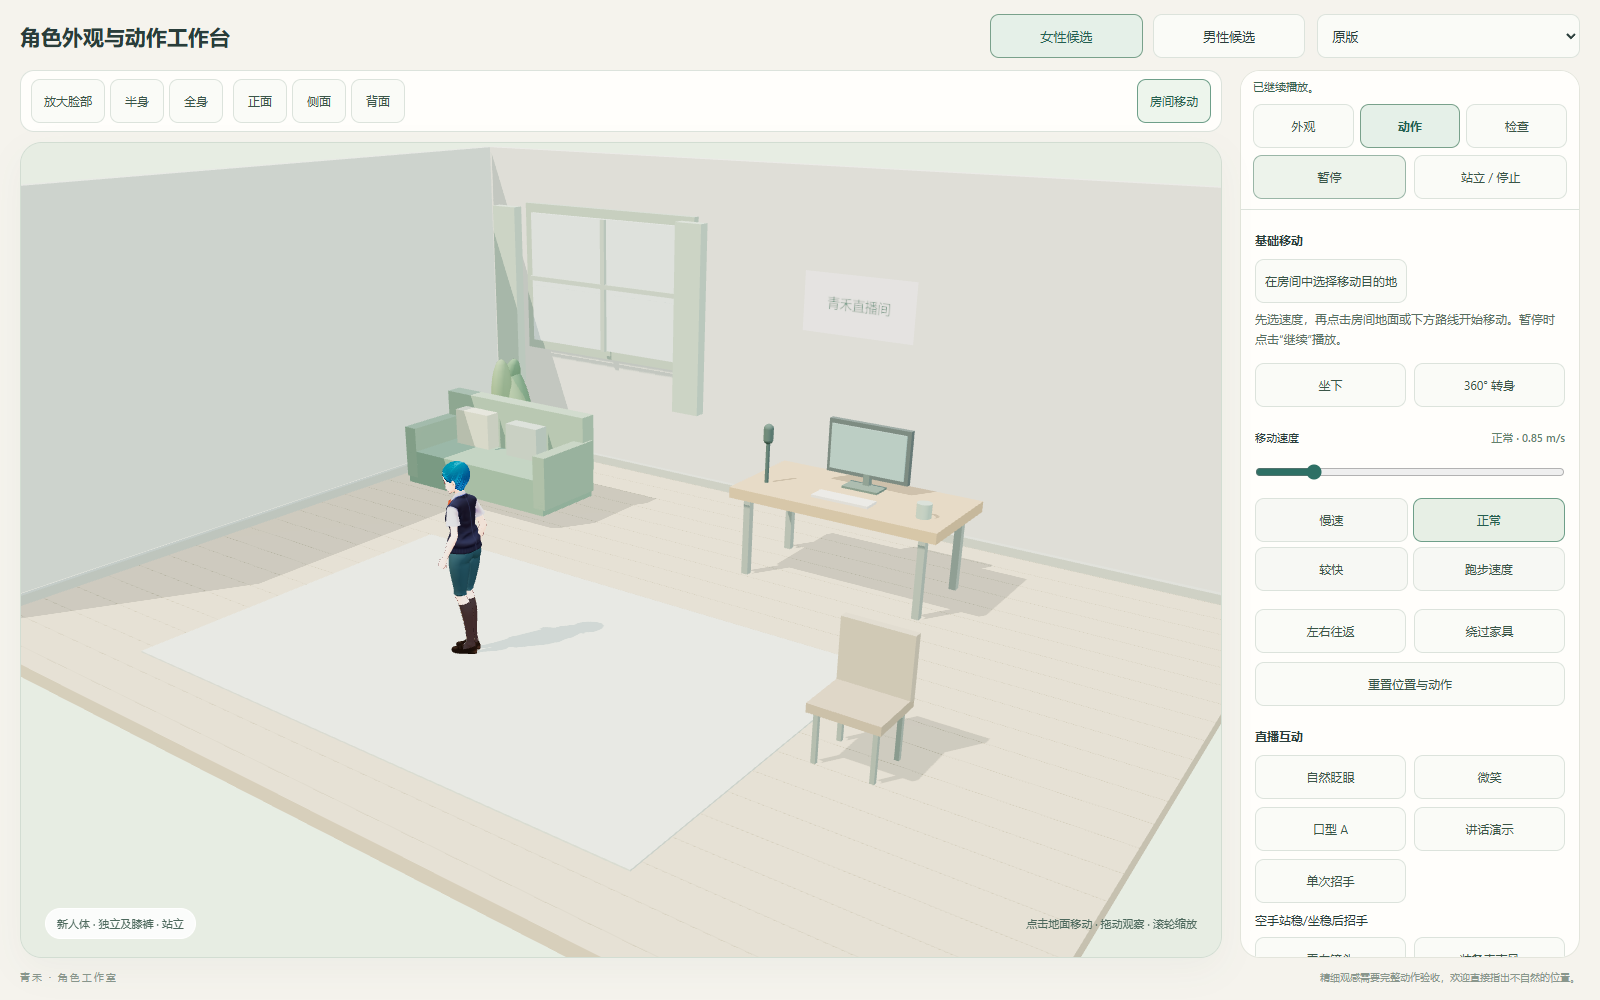 角色外观与动作工作台
女性候选
男性候选
原版
放大脸部
半身
全身
正面
侧面
背面
房间移动
青禾直播间
新人体 · 独立及膝裤 · 站立
点击地面移动 · 拖动观察 · 滚轮缩放
已继续播放。
外观
动作
检查
暂停
站立 / 停止
基础移动
在房间中选择移动目的地
先选速度，再点击房间地面或下方路线开始移动。暂停时
点击“继续”播放。
坐下
360° 转身
移动速度
正常 · 0.85 m/s
慢速
正常
较快
跑步速度
左右往返
绕过家具
重置位置与动作
直播互动
自然眨眼
微笑
口型 A
讲话演示
单次招手
空手站稳/坐稳后招手
青禾 · 角色工作室
精细观感需要完整动作验收，欢迎直接指出不自然的位置。